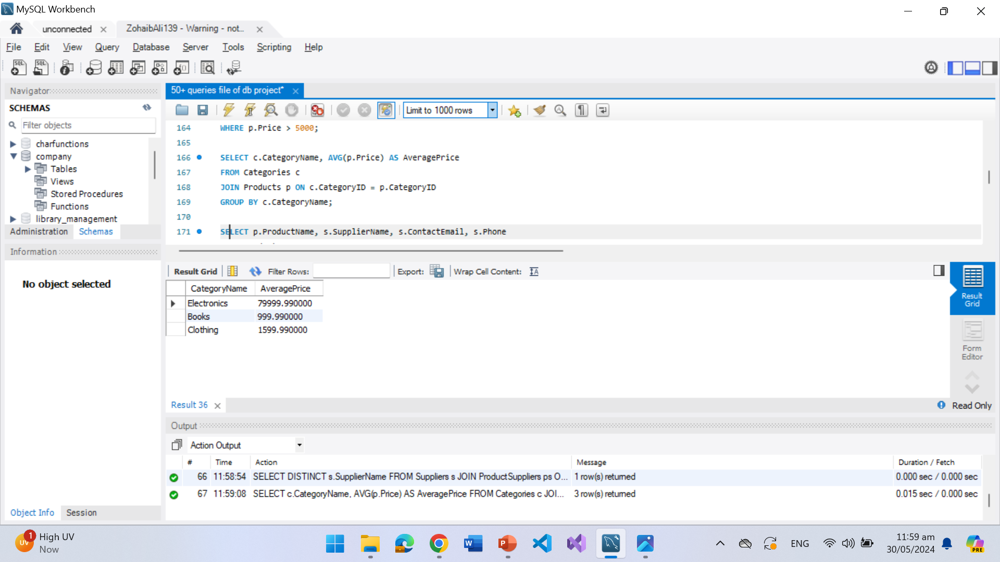 MySQL Workbench
unconnected
ZohaibAli139 - Warning - not...
File Edit View Query Database Server Tools Scripting Help
Navigator
SCHEMAS
Filter objects
charfunctions
company
Tables
Views
Stored Procedures
Functions
library_management
Administration Schemas
Information
No object selected
Object Info Session
50+ queries file of db project*
Limit to 1000 rows
164 WHERE p.Price > 5000;
165
166 SELECT c.CategoryName, AVG(p.Price) AS AveragePrice
167 FROM Categories c
168 JOIN Products p ON c.CategoryID = p.CategoryID
169 GROUP BY c.CategoryName;
170
171 SELECT p.ProductName, s.SupplierName, s.ContactEmail, s.Phone
Result Grid Filter Rows: Export: Wrap Cell Content:
CategoryName AveragePrice
Electronics 79999.990000
Books 999.990000
Clothing 1599.990000
Result
Grid
Form
Editor
Result 36
Read Only
Output
Action Output
# Time Action Message Duration / Fetch
66 11:58:54 SELECT DISTINCT s.SupplierName FROM Suppliers s JOIN ProductSuppliers ps O... 1 row(s) returned 0.000 sec / 0.000 sec
67 11:59:08 SELECT c.CategoryName, AVG(p.Price) AS AveragePrice FROM Categories c JOI... 3 row(s) returned 0.015 sec / 0.000 sec
UV 1
High UV
Now
ENG
11:59 am
30/05/2024
PRE